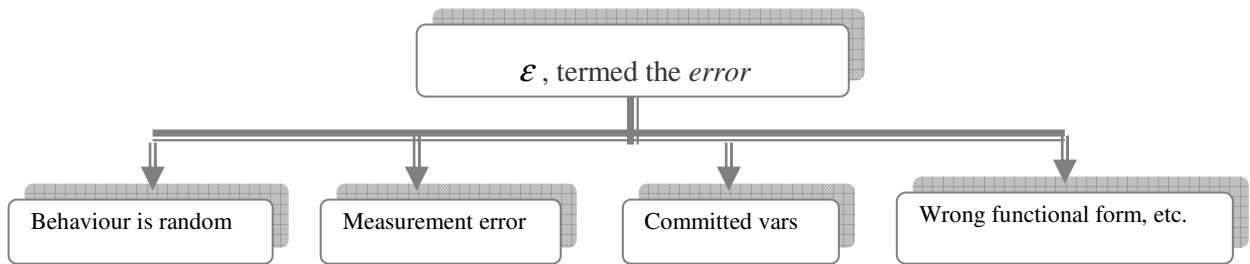 ε , termed the error
Behaviour is random
Measurement error
Committed vars
Wrong functional form, etc.